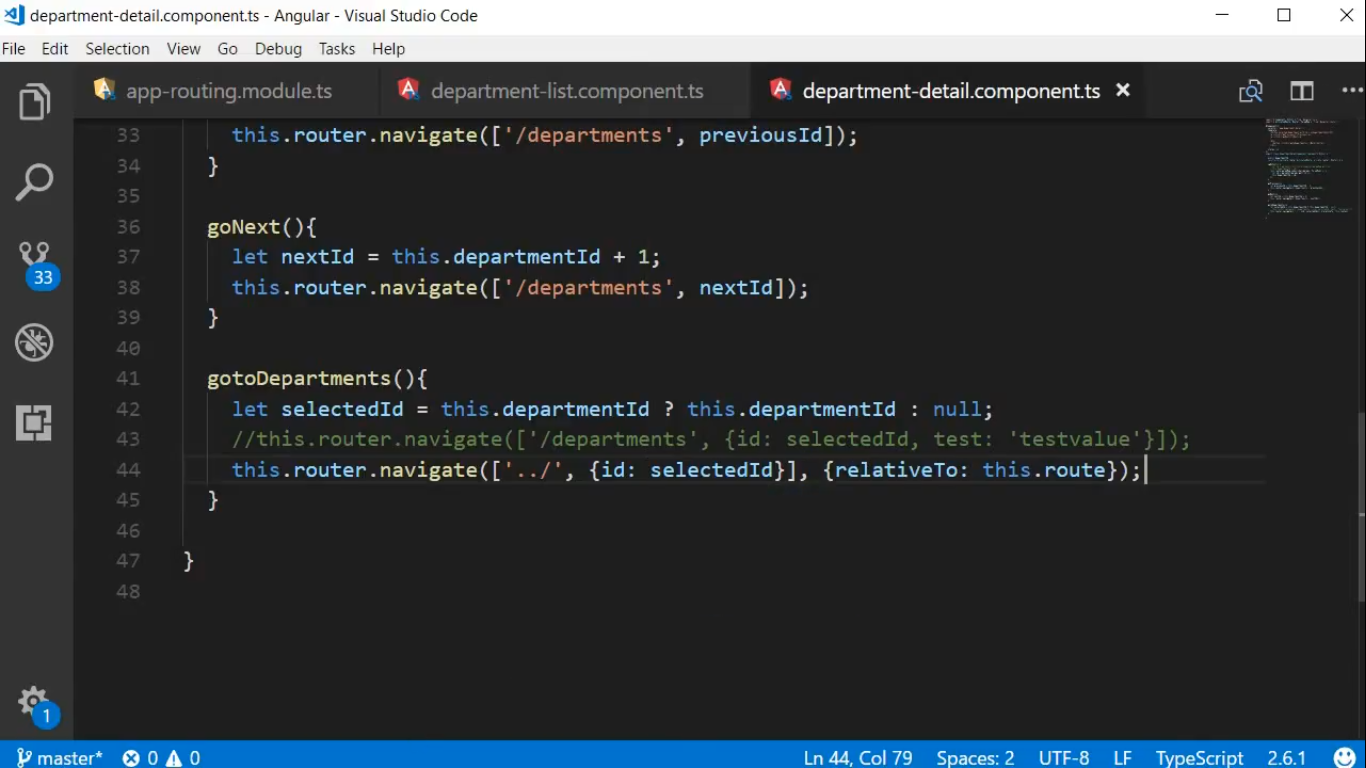 department-detail.component.ts - Angular - Visual Studio Code
File Edit Selection View Go Debug Tasks Help
app-routing.module.ts department-list.component.ts department-detail.component.ts
33 this.router.navigate(['/departments', previousId]);
34 }
35
36 goNext(){
37 let nextId = this.departmentId + 1;
38 this.router.navigate(['/departments', nextId]);
39 }
40
41 gotoDepartments(){
42 let selectedId = this.departmentId ? this.departmentId : null;
43 //this.router.navigate(['/departments', {id: selectedId, test: 'testvalue'}]);
44 this.router.navigate(['../', {id: selectedId}], {relativeTo: this.route});
45 }
46
47 }
48
33
1
master* 0 0 Ln 44, Col 79 Spaces: 2 UTF-8 LF TypeScript 2.6.1